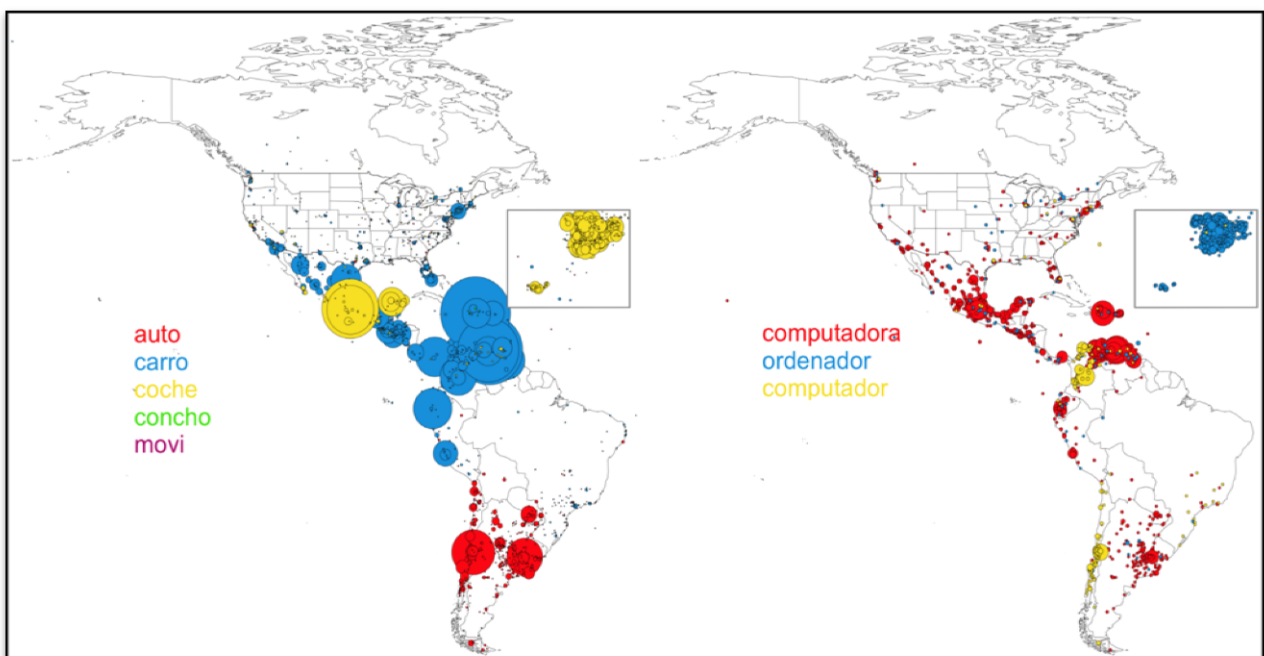 auto
carro
coche
concho
movi
computadora
ordenador
computador